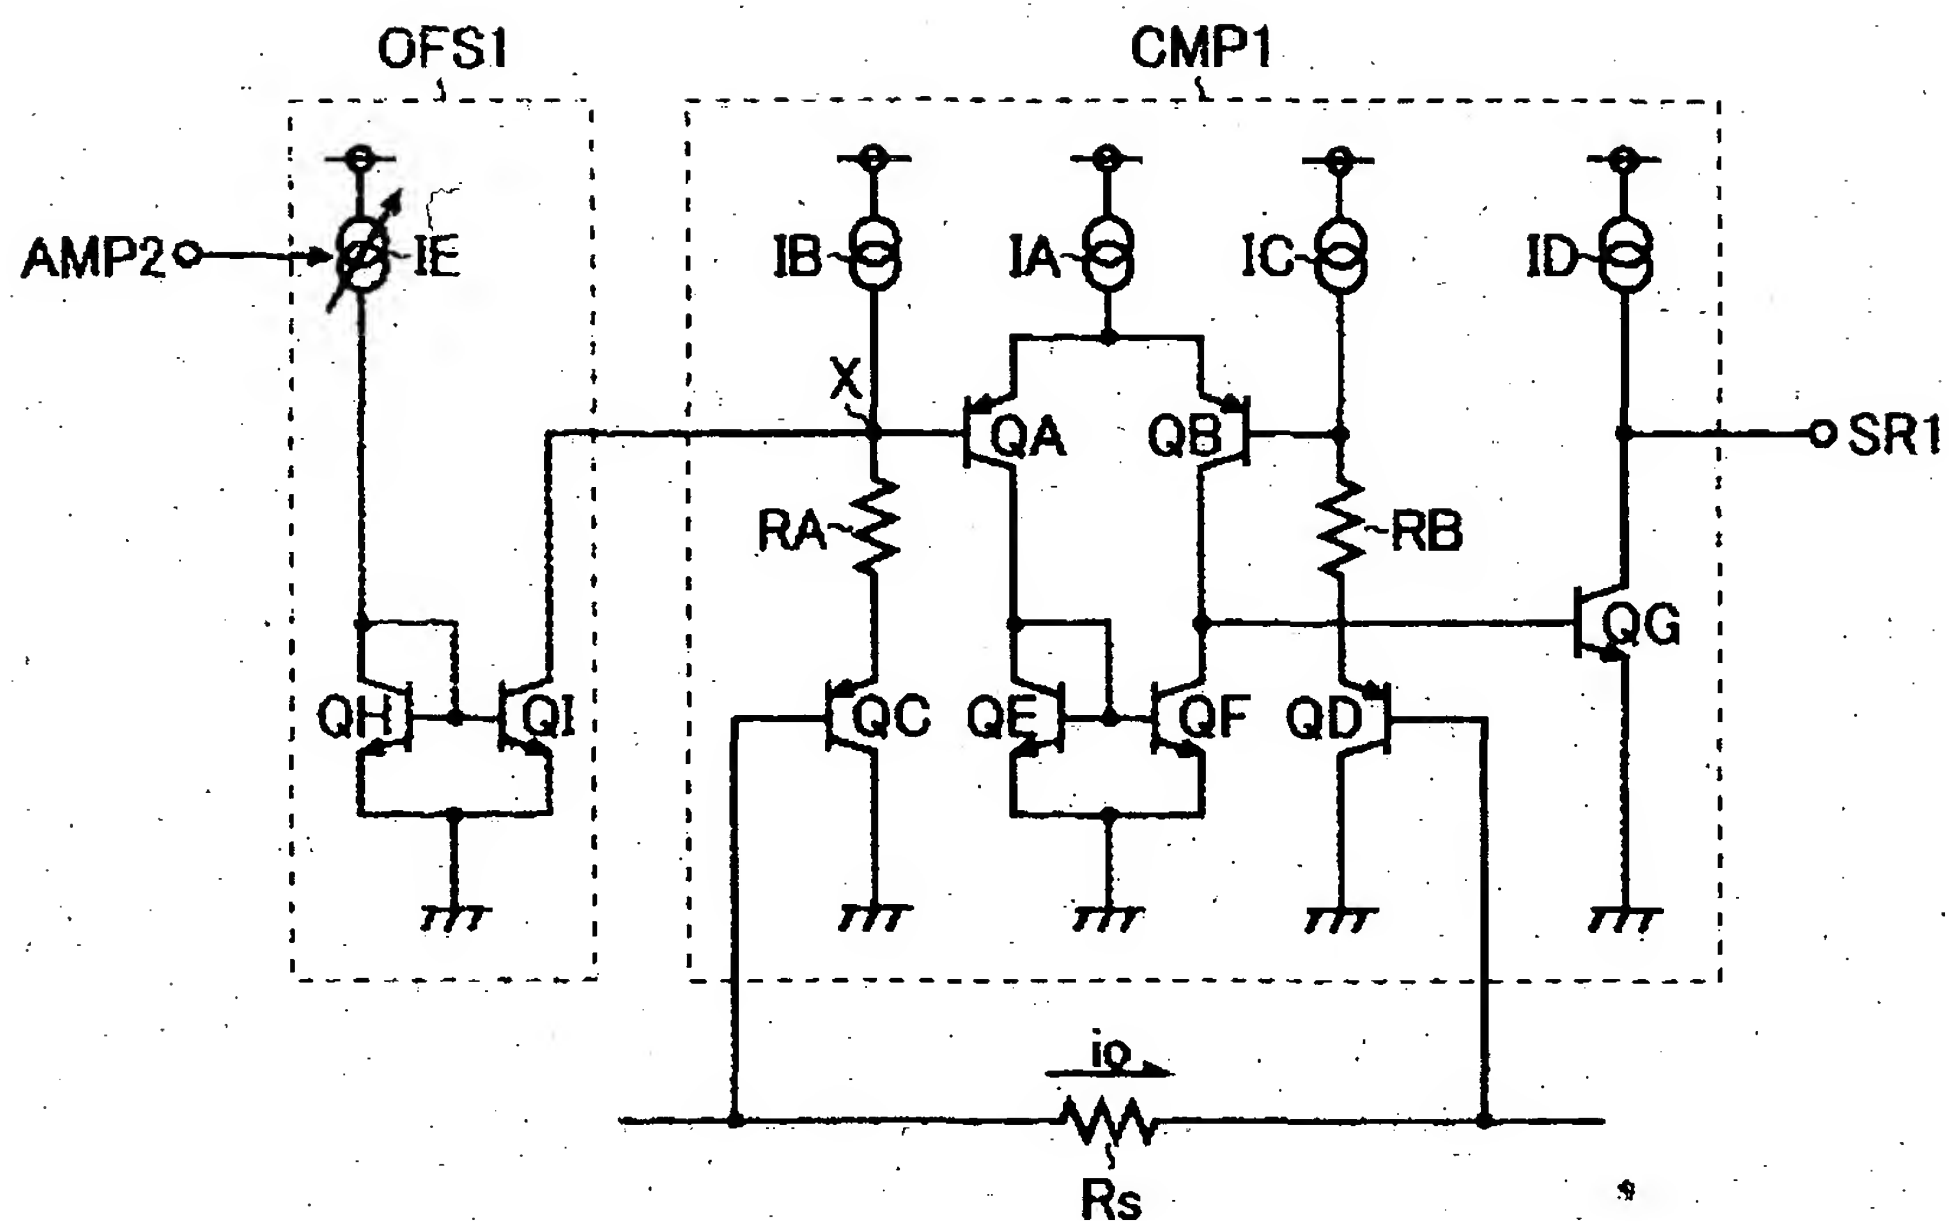 OFS1 CMP1
AMP2 IE IB IA IC ID
X
QA QB SR1
RA RB
QG
QH QI QC QE QF QD
io
Rs